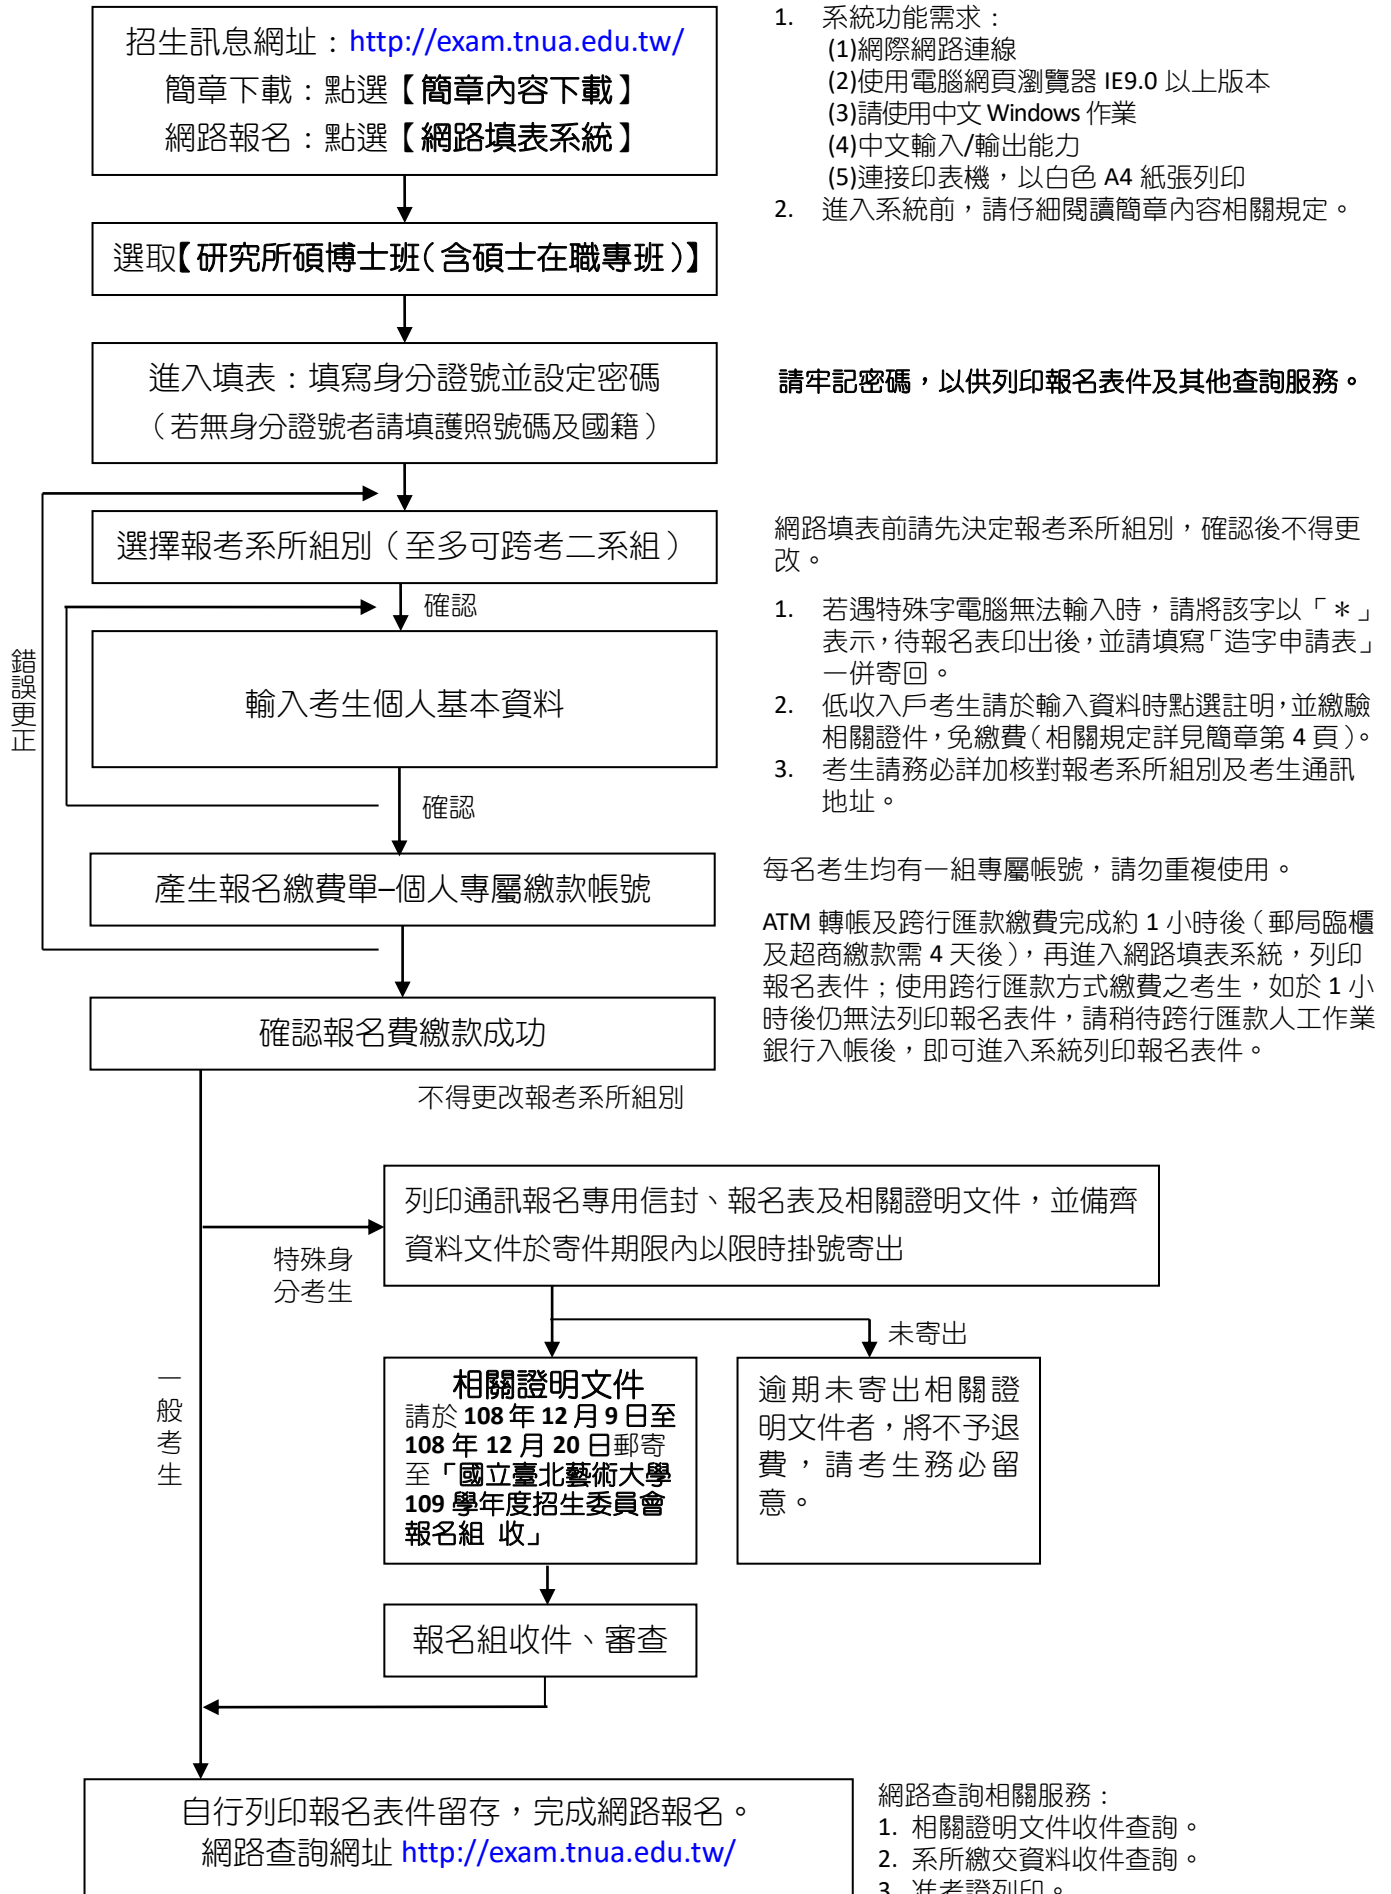 招生訊息網址：http://exam.tnua.edu.tw/
簡章下載：點選【簡章內容下載】
網路報名：點選【網路填表系統】
1. 系統功能需求：
(1)網際網路連線
(2)使用電腦網頁瀏覽器 IE9.0 以上版本
(3)請使用中文 Windows 作業
(4)中文輸入/輸出能力
(5)連接印表機，以白色 A4 紙張列印
2. 進入系統前，請仔細閱讀簡章內容相關規定。
選取【研究所碩博士班(含碩士在職專班)】
進入填表：填寫身分證號並設定密碼
（若無身分證號者請填護照號碼及國籍）
請牢記密碼，以供列印報名表件及其他查詢服務。
選擇報考系所組別（至多可跨考二系組）
網路填表前請先決定報考系所組別，確認後不得更
改。
確認
輸入考生個人基本資料
錯誤更正
1. 若遇特殊字電腦無法輸入時，請將該字以「＊」
表示，待報名表印出後，並請填寫「造字申請表」
一併寄回。
2. 低收入戶考生請於輸入資料時點選註明，並繳驗
相關證件，免繳費（相關規定詳見簡章第 4 頁）。
3. 考生請務必詳加核對報考系所組別及考生通訊
地址。
確認
產生報名繳費單–個人專屬繳款帳號
每名考生均有一組專屬帳號，請勿重複使用。
ATM 轉帳及跨行匯款繳費完成約 1 小時後（郵局臨櫃
及超商繳款需 4 天後），再進入網路填表系統，列印
報名表件；使用跨行匯款方式繳費之考生，如於 1 小
時後仍無法列印報名表件，請稍待跨行匯款人工作業
銀行入帳後，即可進入系統列印報名表件。
確認報名費繳款成功
不得更改報考系所組別
列印通訊報名專用信封、報名表及相關證明文件，並備齊
資料文件於寄件期限內以限時掛號寄出
特殊身
分考生
未寄出
一般考生
相關證明文件
請於 108 年 12 月 9 日至
108 年 12 月 20 日郵寄
至「國立臺北藝術大學
109 學年度招生委員會
報名組 收」
逾期未寄出相關證
明文件者，將不予退
費，請考生務必留
意。
報名組收件、審查
自行列印報名表件留存，完成網路報名。
網路查詢網址 http://exam.tnua.edu.tw/
網路查詢相關服務：
1. 相關證明文件收件查詢。
2. 系所繳交資料收件查詢。
3. 准考證列印。